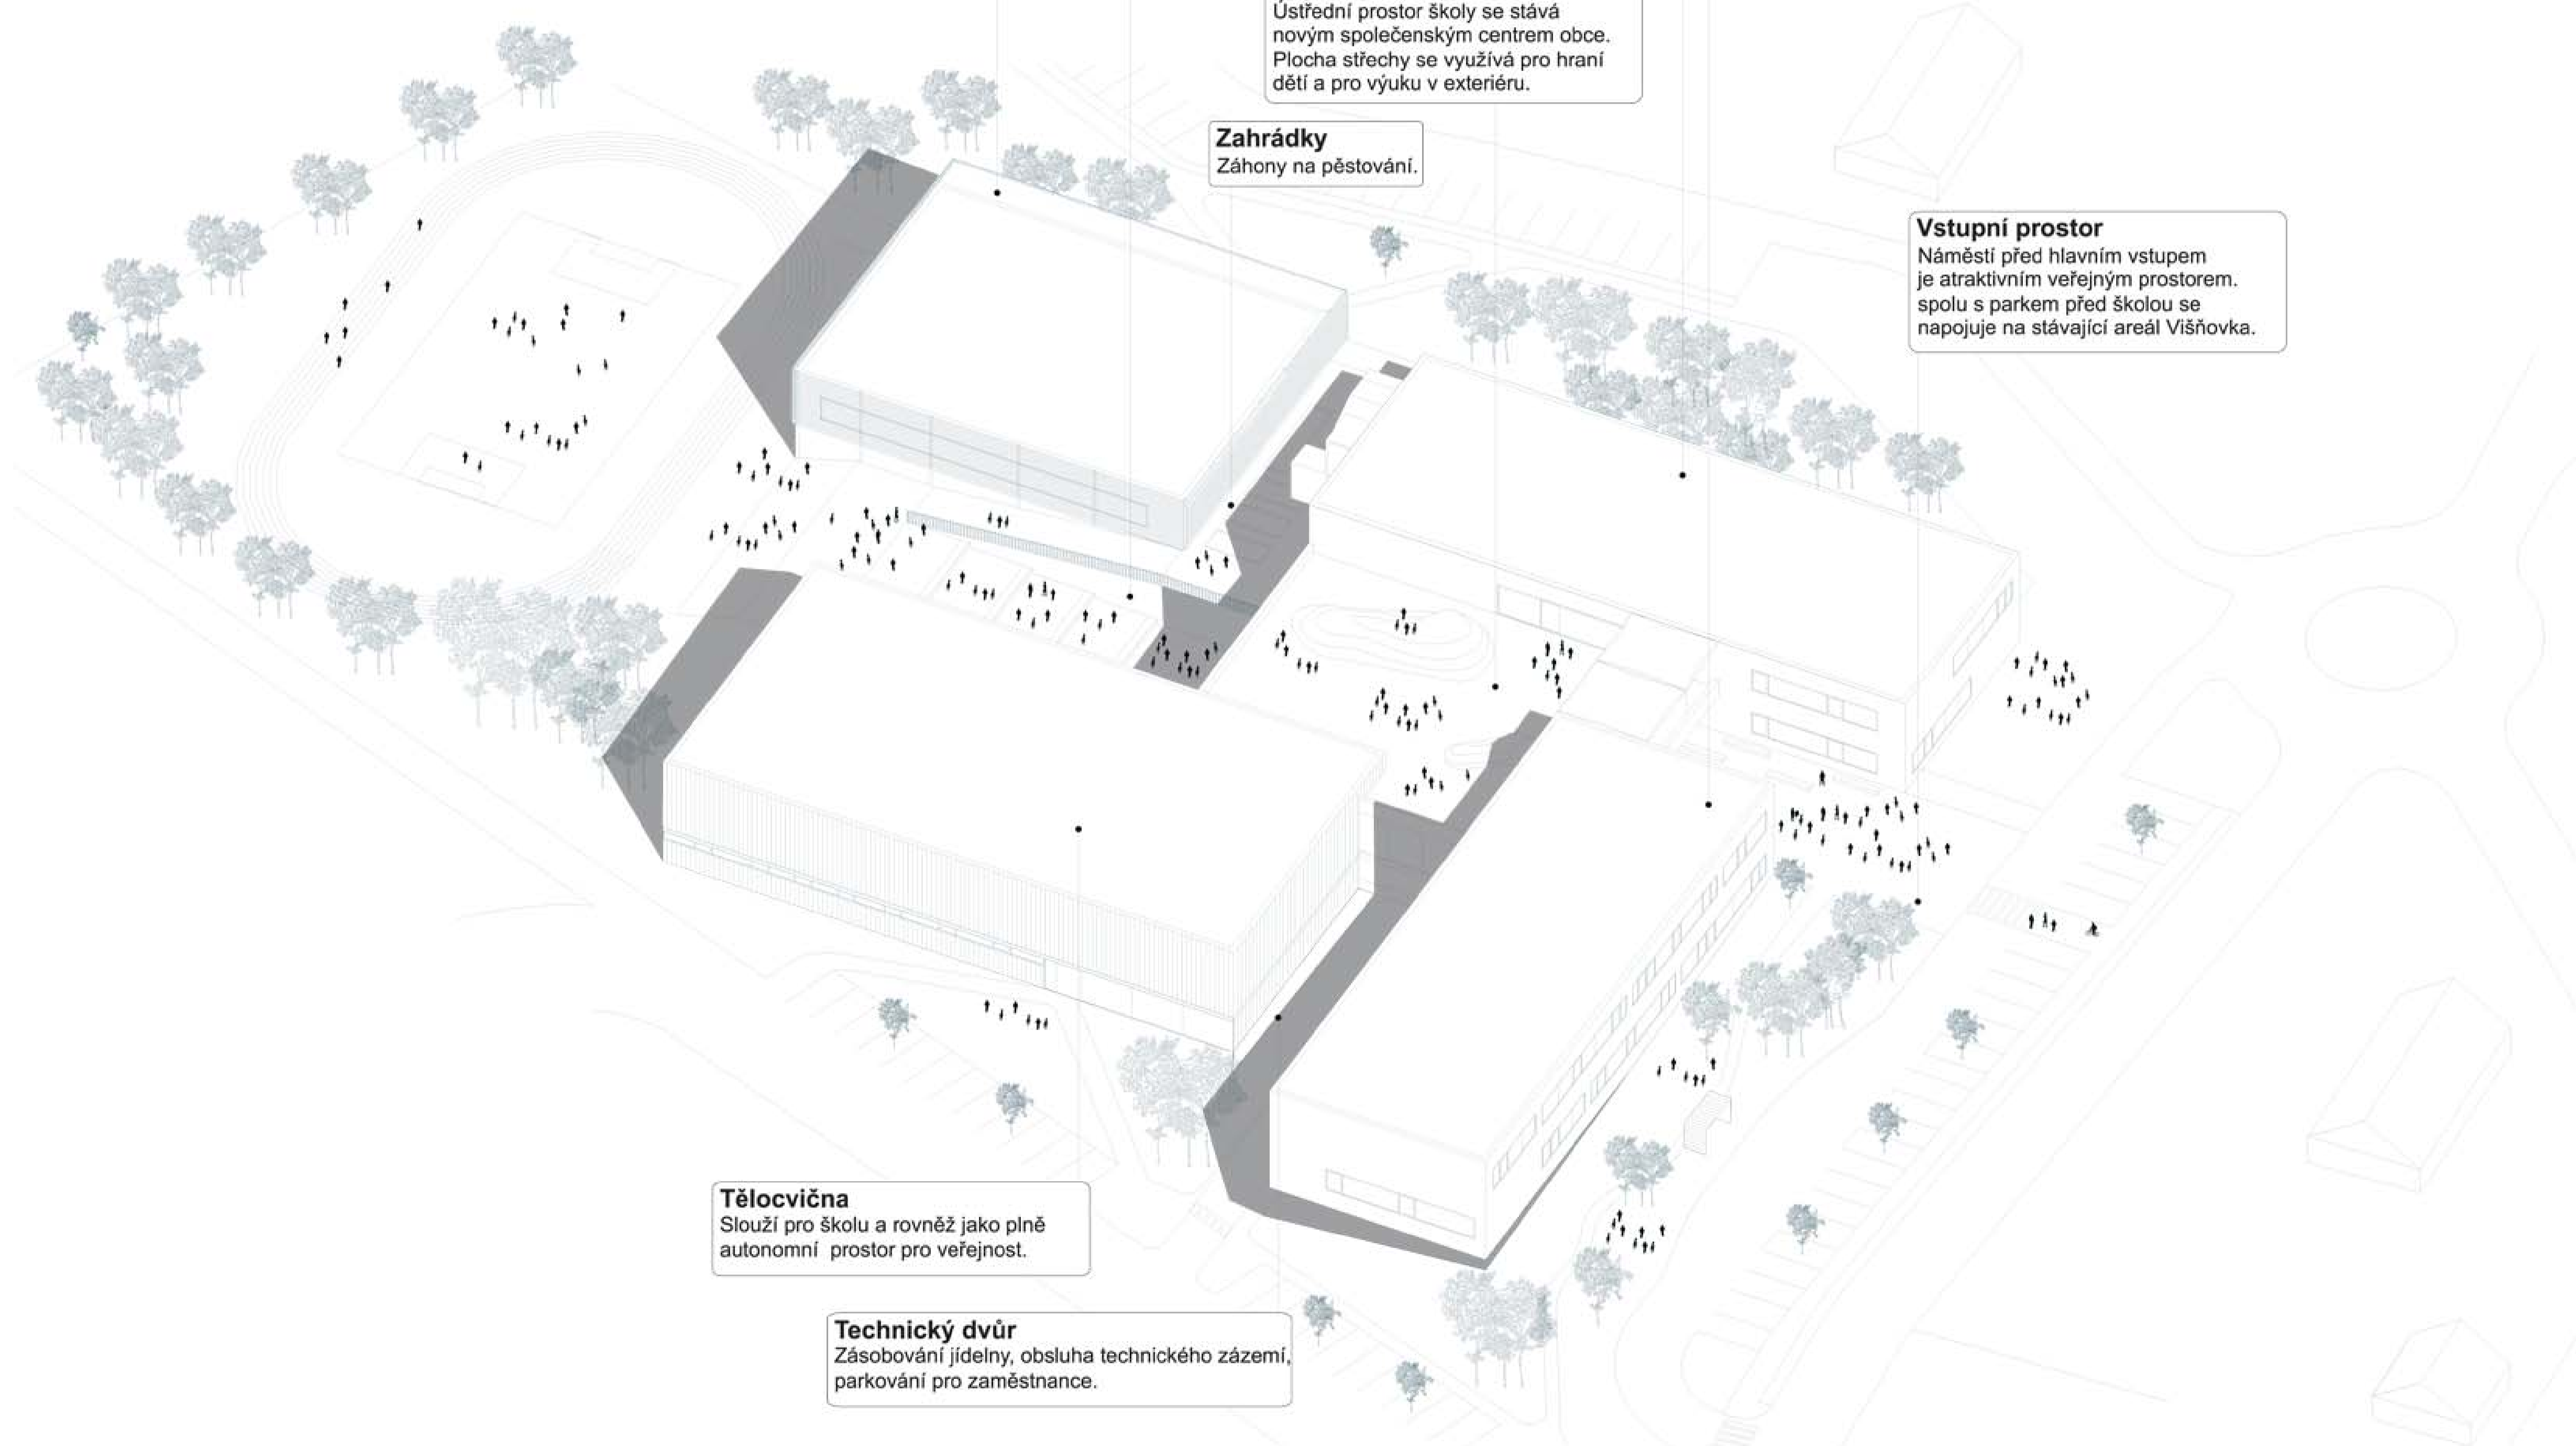 Ústřední prostor školy se stává
novým společenským centrem obce.
Plocha střechy se využívá pro hraní
dětí a pro výuku v exteriéru.
Zahrádky
Záhony na pěstování.
Vstupní prostor
Náměstí před hlavním vstupem
je atraktivním veřejným prostorem.
spolu s parkem před školou se
napojuje na stávající areál Višňovka.
Tělocvična
Slouží pro školu a rovněž jako plně
autonomní  prostor pro veřejnost.
Technický dvůr
Zásobování jídelny, obsluha technického zázemí,
parkování pro zaměstnance.